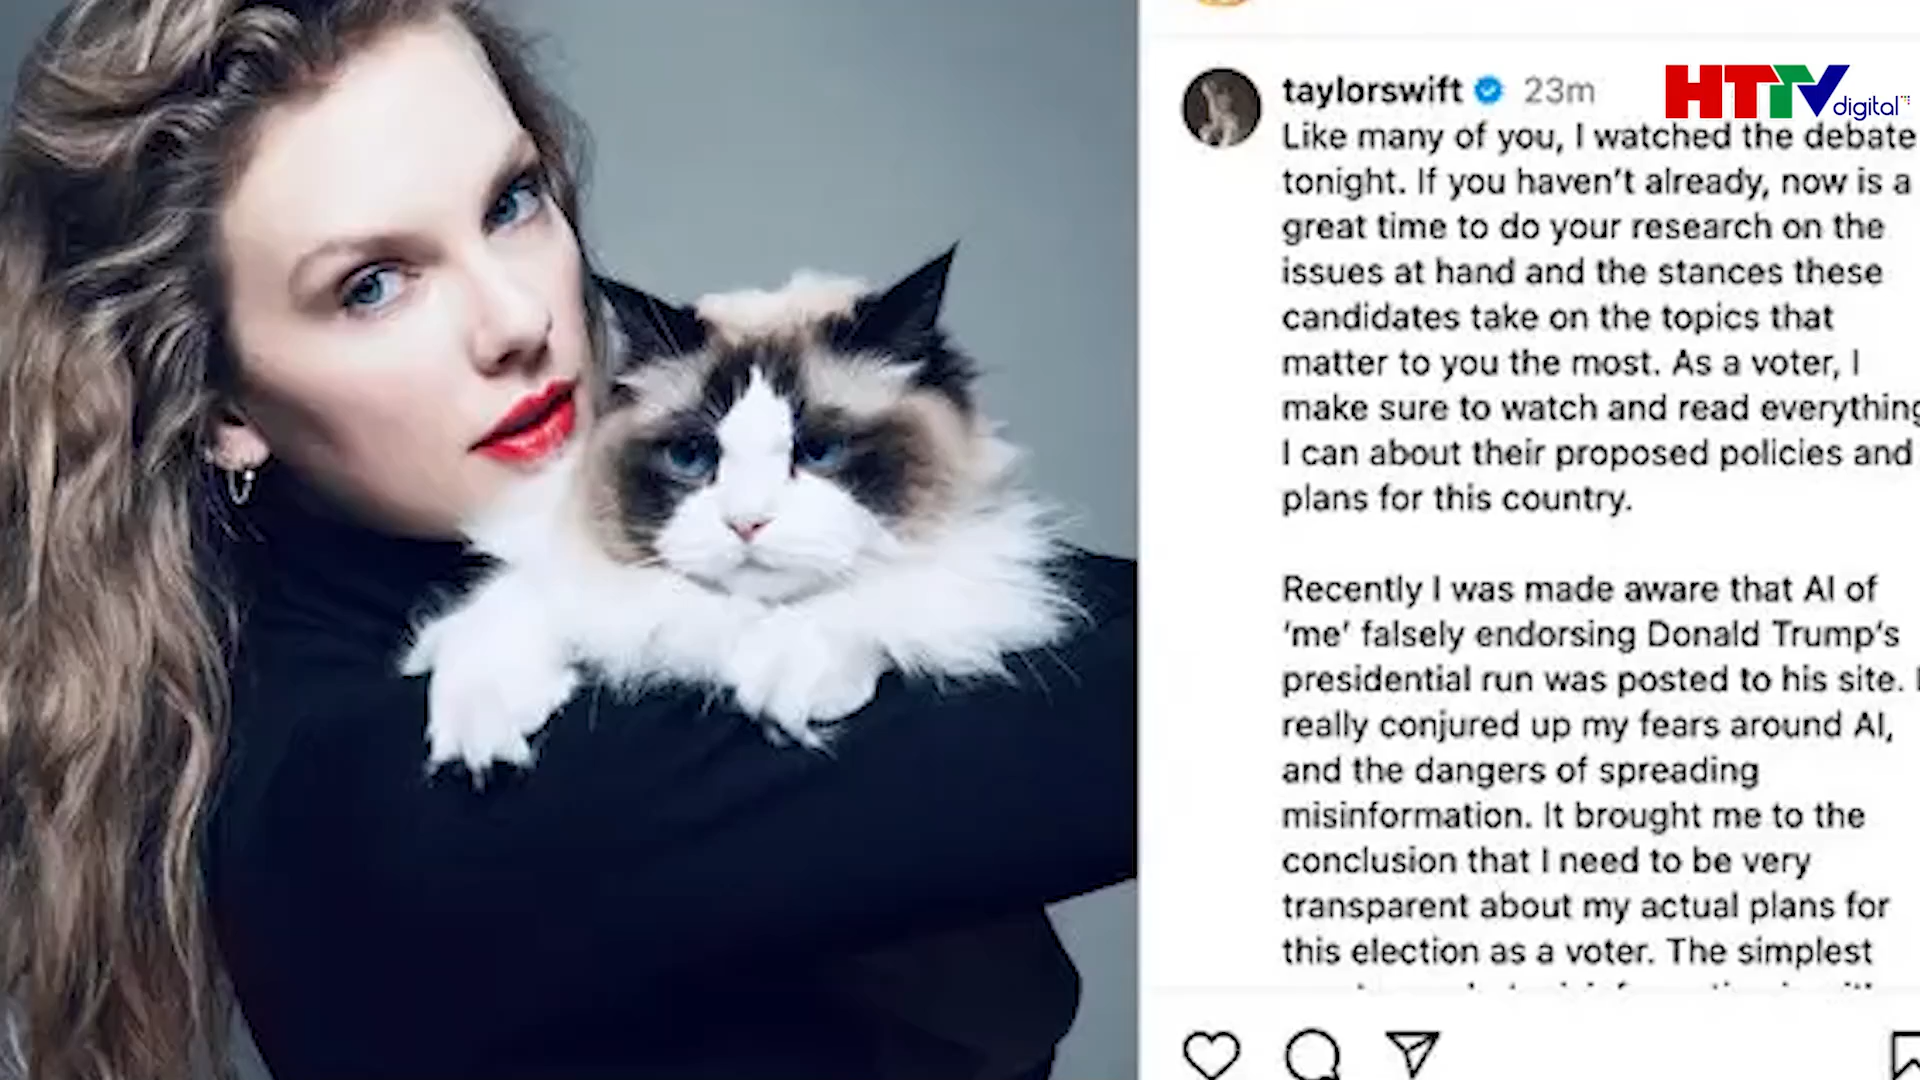 taylorswift 23m
HTTV digital
Like many of you, I watched the debate
tonight. If you haven't already, now is a
great time to do your research on the
issues at hand and the stances these
candidates take on the topics that
matter to you the most. As a voter, I
make sure to watch and read everything
I can about their proposed policies and
plans for this country.
Recently I was made aware that AI of
‘me’ falsely endorsing Donald Trump‘s
presidential run was posted to his site.
really conjured up my fears around AI,
and the dangers of spreading
misinformation. It brought me to the
conclusion that I need to be very
transparent about my actual plans for
this election as a voter. The simplest